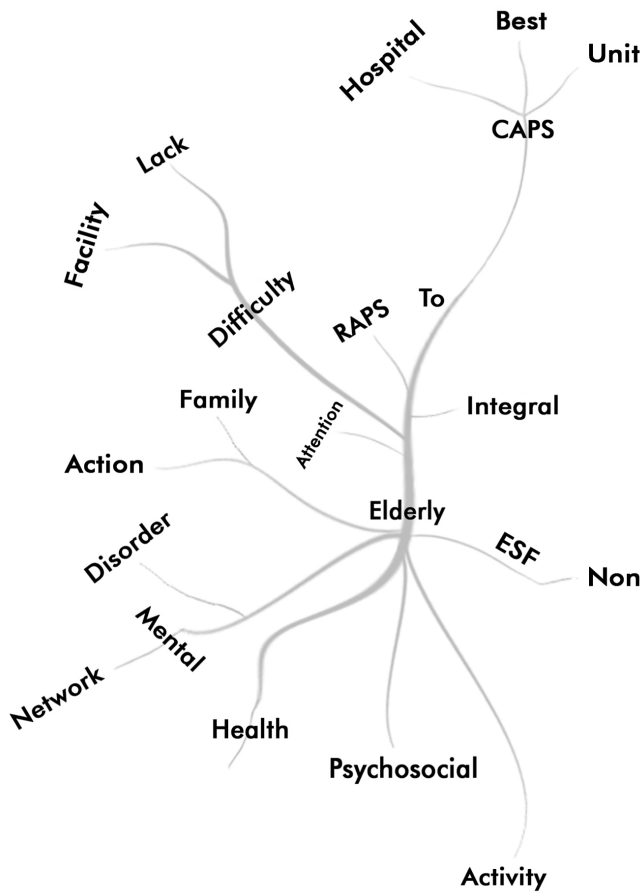 Best
Unit
Hospital
CAPS
Lack
Facility
Difficulty
To
RAPS
Family
Integral
Attention
Action
Elderly
Disorder
ESF
Non
Mental
Network
Health
Psychosocial
Activity